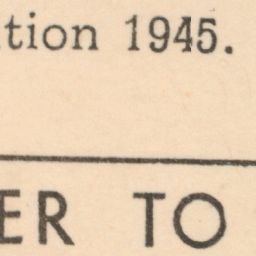 tion 1945.
ER TO